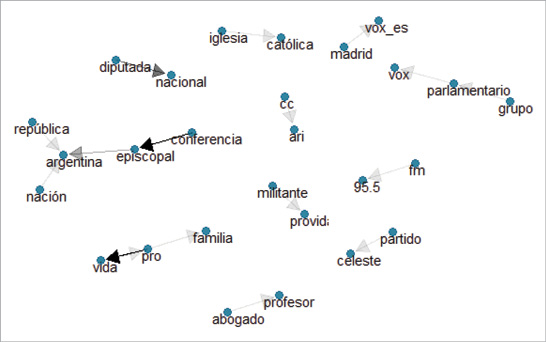 vox_es
iglesia
católica
madrid
diputada
nacional
vox
parlamentario
grupo
cc
ari
república
conferencia
argentina
episcopal
nación
fm
95.5
militante
provida
partido
celeste
familia
pro
vida
profesor
abogado